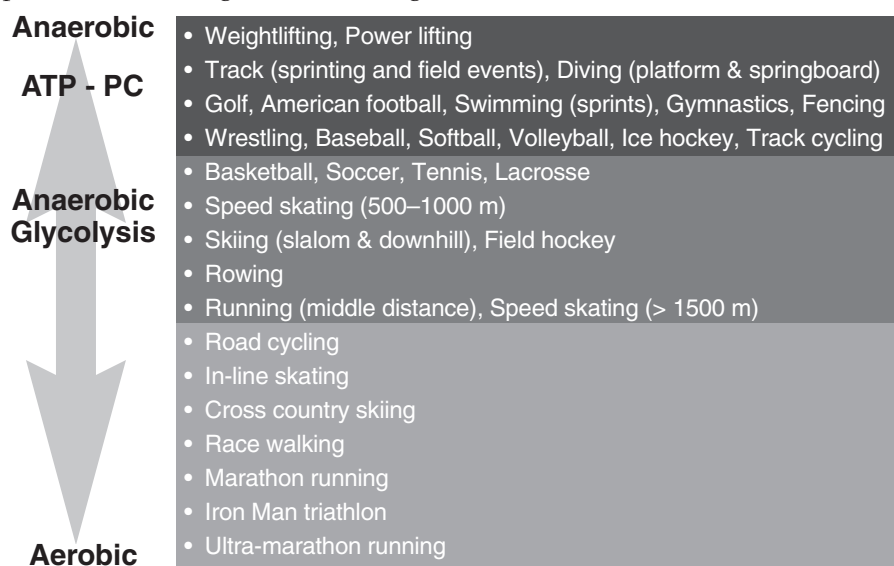 Anaerobic
ATP - PC
Anaerobic
Glycolysis
Aerobic
• Weightlifting, Power lifting
• Track (sprinting and field events), Diving (platform & springboard)
• Golf, American football, Swimming (sprints), Gymnastics, Fencing
• Wrestling, Baseball, Softball, Volleyball, Ice hockey, Track cycling
• Basketball, Soccer, Tennis, Lacrosse
• Speed skating (500–1000 m)
• Skiing (slalom & downhill), Field hockey
• Rowing
• Running (middle distance), Speed skating (> 1500 m)
• Road cycling
• In-line skating
• Cross country skiing
• Race walking
• Marathon running
• Iron Man triathlon
• Ultra-marathon running